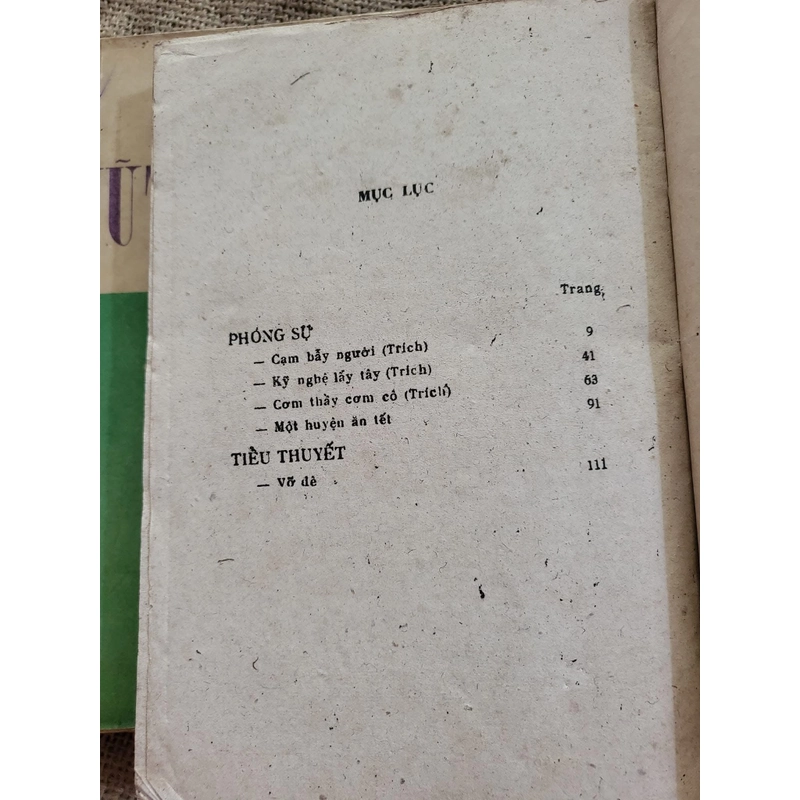 MỤC LỤC
Trang
PHÓNG SỰ
— Cạm bẫy người (Trích) 9
— Kỹ nghệ lấy tây (Trích) 41
— Cơm thầy cơm cô (Trích) 63
— Một huyện ăn tết 91
TIỂU THUYẾT
— Vỡ đê 111